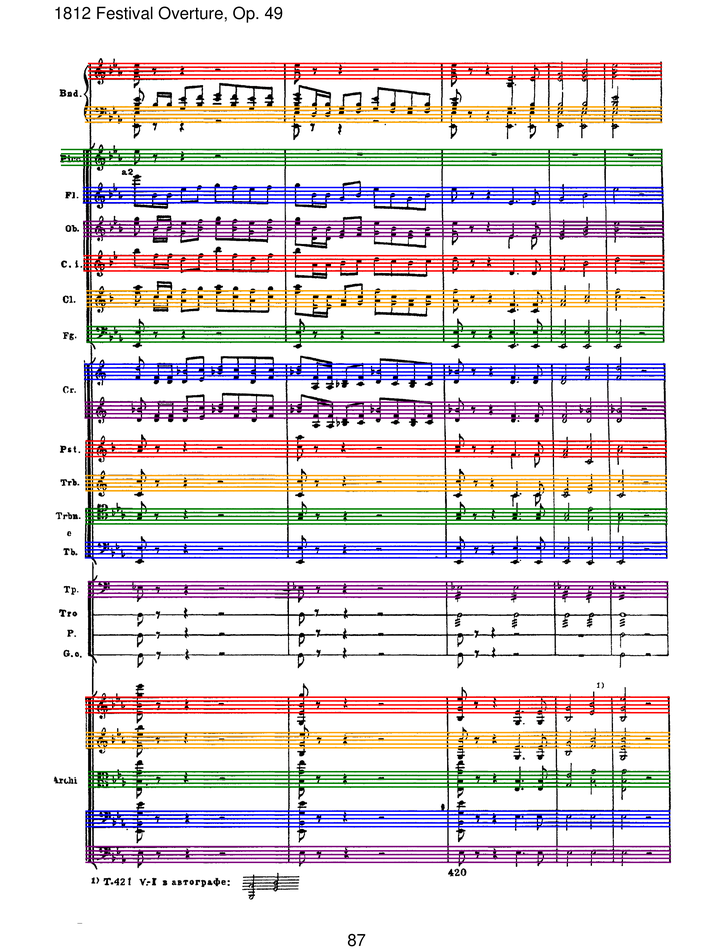 1812 Festival Overture, Op. 49
Bnd.
Picc
a2
Fl.
Ob.
C. i.
Cl.
Fg.
Cr.
Pst.
Trb.
Trbn.
e
Tb.
Tp.
Tro
P.
G.c.
1)
Archi
420
1) Т.421 V-I в автографе:
87